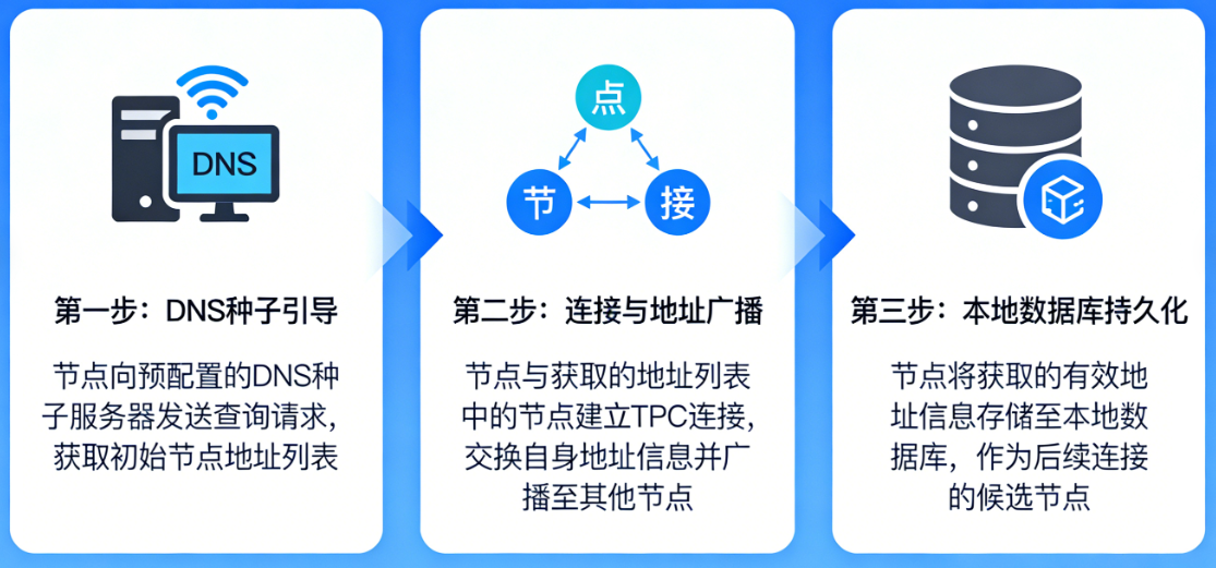 DNS
第一步：DNS种子引导
节点向预配置的DNS种
子服务器发送查询请求，
获取初始节点地址列表
点
节
接
第二步：连接与地址广播
节点与获取的地址列表
中的节点建立TPC连接，
交换自身地址信息并广
播至其他节点
第三步：本地数据库持久化
节点将获取的有效地
址信息存储至本地数
据库，作为后续连接
的候选节点